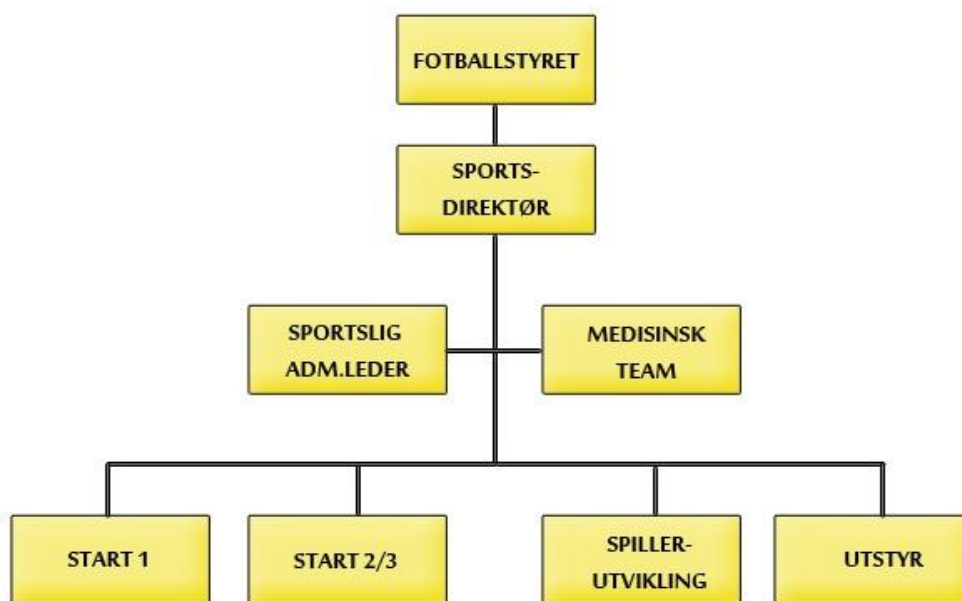 FOTBALLSTYRET
SPORTS-
DIREKTØR
SPORTSLIG
ADM.LEDER
MEDISINSK
TEAM
START 1
START 2/3
SPILLER-
UTVIKLING
UTSTYR